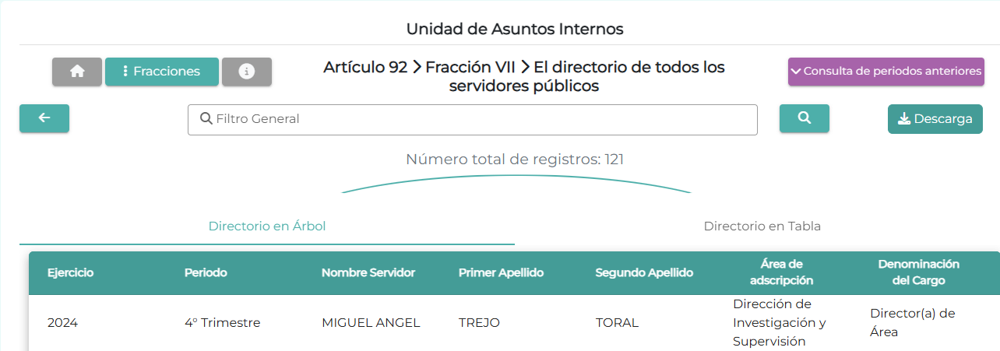 Unidad de Asuntos Internos
Fracciones
Artículo 92 > Fracción VII > El directorio de todos los
servidores públicos
Consulta de periodos anteriores
Filtro General
Descarga
Número total de registros: 121
Directorio en Árbol
Directorio en Tabla
Ejercicio
Periodo
Nombre Servidor
Primer Apellido
Segundo Apellido
Área de
adscripción
Denominación
del Cargo
2024
4° Trimestre
MIGUEL ANGEL
TREJO
TORAL
Dirección de
Investigación y
Supervisión
Director(a) de
Área